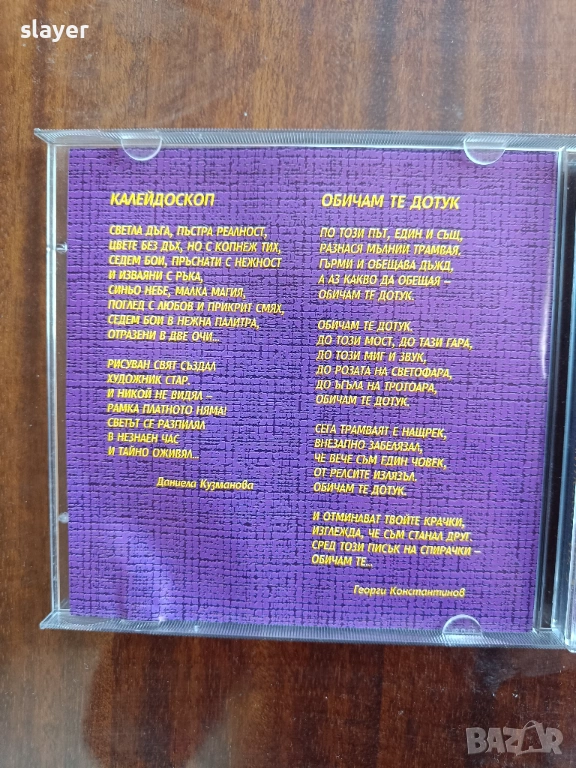 slayer
КАЛЕЙДОСКОП
СВЕТЛА ДЪГА, ПЪСТРА РЕАЛНОСТ,
ЦВЕТЕ БЕЗ ДЪХ, НО С КОПНЕЖ ТИХ,
СЕДЕМ БОИ, ПРЪСНАТИ С НЕЖНОСТ
И ИЗВАЯНИ С РЪКА,
СИНЬО НЕБЕ, МАЛКА МАГИЯ,
ПОГЛЕД С ЛЮБОВ И ПРИКРИТ СМЯХ,
СЕДЕМ БОИ В НЕЖНА ПАЛИТРА,
ОТРАЗЕНИ В ДВЕ ОЧИ...
РИСУВАН СВЯТ СЪЗДАЛ
ХУДОЖНИК СТАР.
И НИКОЙ НЕ ВИДЯЛ –
РАМКА ПЛАТНОТО НЯМА!
СВЕТЪТ СЕ РАЗПИЛЯЛ
В НЕЗНАЕН ЧАС
И ТАЙНО ОЖИВЯЛ...
Даниела Кузманова
ОБИЧАМ ТЕ ДОТУК
ПО ТОЗИ ПЪТ, ЕДИН И СЪЩ,
РАЗНАСЯ МЪЛНИИ ТРАМВАЯ,
ГЪРМИ И ОБЕЩАВА ДЪЖД,
А АЗ КАКВО ДА ОБЕЩАЯ –
ОБИЧАМ ТЕ ДОТУК.
ОБИЧАМ ТЕ ДОТУК.
ДО ТОЗИ МОСТ, ДО ТАЗИ ГАРА,
ДО ТОЗИ МИГ И ЗВУК,
ДО РОЗАТА НА СВЕТОФАРА,
ДО ЪГЪЛА НА ТРОТОАРА,
ОБИЧАМ ТЕ ДОТУК.
СЕГА ТРАМВАЯТ Е НАЩРЕК,
ВНЕЗАПНО ЗАБЕЛЯЗАЛ,
ЧЕ ВЕЧЕ СЪМ ЕДИН ЧОВЕК,
ОТ РЕЛСИТЕ ИЗЛЯЗЪЛ.
ОБИЧАМ ТЕ ДОТУК.
И ОТМИНАВАТ ТВОЙТЕ КРАЧКИ,
ИЗГЛЕЖДА, ЧЕ СЪМ СТАНАЛ ДРУГ.
СРЕД ТОЗИ ПИСЪК НА СПИРАЧКИ –
ОБИЧАМ ТЕ...
Георги Константинов
BAZAR